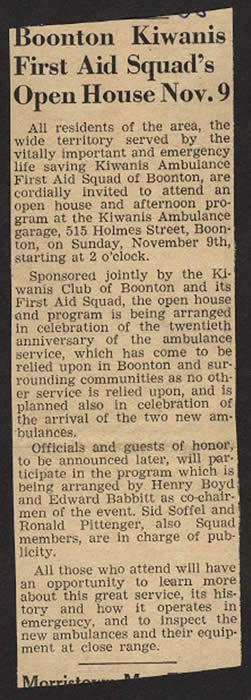 Boonton Kiwanis
First Aid Squad's
Open House Nov. 9
All residents of the area, the
wide territory served by the
vitally important and emergency
life saving Kiwanis Ambulance
First Aid Squad of Boonton, are
cordially invited to attend an
open house and afternoon pro-
gram at the Kiwanis Ambulance
garage, 515 Holmes Street, Boon-
ton, on Sunday, November 9th,
starting at 2 o'clock.
Sponsored jointly by the Ki-
wanis Club of Boonton and its
First Aid Squad, the open house
and program is being arranged
in celebration of the twentieth
anniversary of the ambulance
service, which has come to be
relied upon in Boonton and sur-
rounding communities as no oth-
er service is relied upon, and is
planned also in celebration of
the arrival of the two new am-
bulances.
Officials and guests of honor,
to be announced later, will par-
ticipate in the program which is
being arranged by Henry Boyd
and Edward Babbitt as co-chair-
men of the event. Sid Soffel and
Ronald Pittenger, also Squad
members, are in charge of pub-
licity.
All those who attend will have
an opportunity to learn more
about this great service, its his-
tory and how it operates in
emergency, and to inspect the
new ambulances and their equip-
ment at close range.